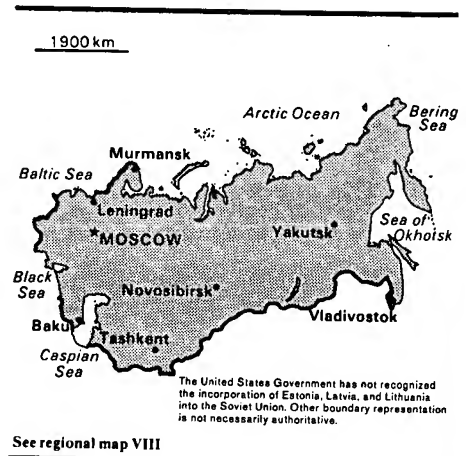 1900 km
Arctic Ocean
Bering
Sea
Murmansk
Baltic Sea
Leningrad
MOSCOW
Yakutsk
Sea of
Okhotsk
Black
Sea
Novosibirsk
Vladivostok
Baku
Tashkent
Caspian
Sea
The United States Government has not recognized
the incorporation of Estonia, Latvia, and Lithuania
into the Soviet Union. Other boundary representation
is not necessarily authoritative.
See regional map VIII